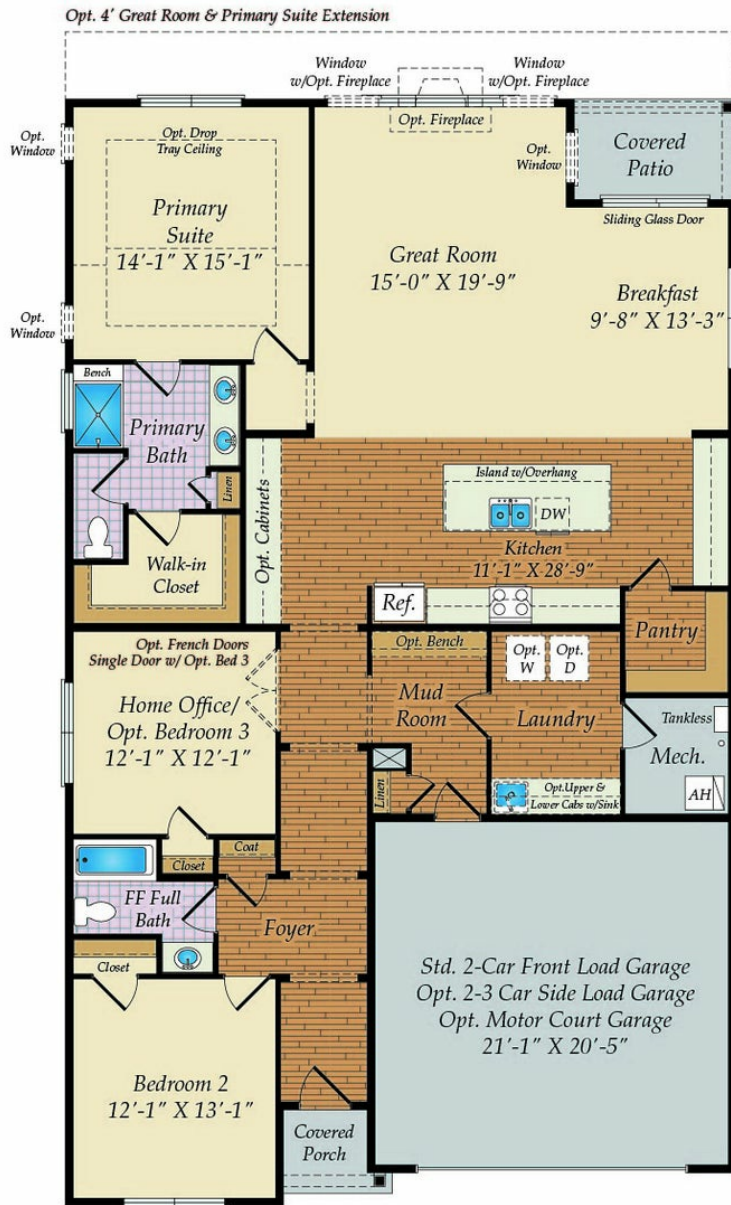 Opt. 4' Great Room & Primary Suite Extension
Window
w/Opt. Fireplace
Window
w/Opt. Fireplace
Opt. Fireplace
Opt.
Window
Opt. Drop
Tray Ceiling
Primary
Suite
14'-1" X 15'-1"
Opt.
Window
Great Room
15'-0" X 19'-9"
Opt.
Window
Covered
Patio
Sliding Glass Door
Breakfast
9'-8" X 13'-3"
Bench
Primary
Bath
Linen
Walk-in
Closet
Opt. Cabinets
Island w/Overhang
DW
Kitchen
11'-1" X 28'-9"
Ref.
Pantry
Opt. French Doors
Single Door w/ Opt. Bed 3
Home Office/
Opt. Bedroom 3
12'-1" X 12'-1"
Opt. Bench
Mud
Room
Linen
Opt.
W
Opt.
D
Laundry
Opt.Upper &
Lower Cabs w/Sink
Tankless
Mech.
AH
Closet
Coat
FF Full
Bath
Foyer
Closet
Bedroom 2
12'-1" X 13'-1"
Covered
Porch
Std. 2-Car Front Load Garage
Opt. 2-3 Car Side Load Garage
Opt. Motor Court Garage
21'-1" X 20'-5"